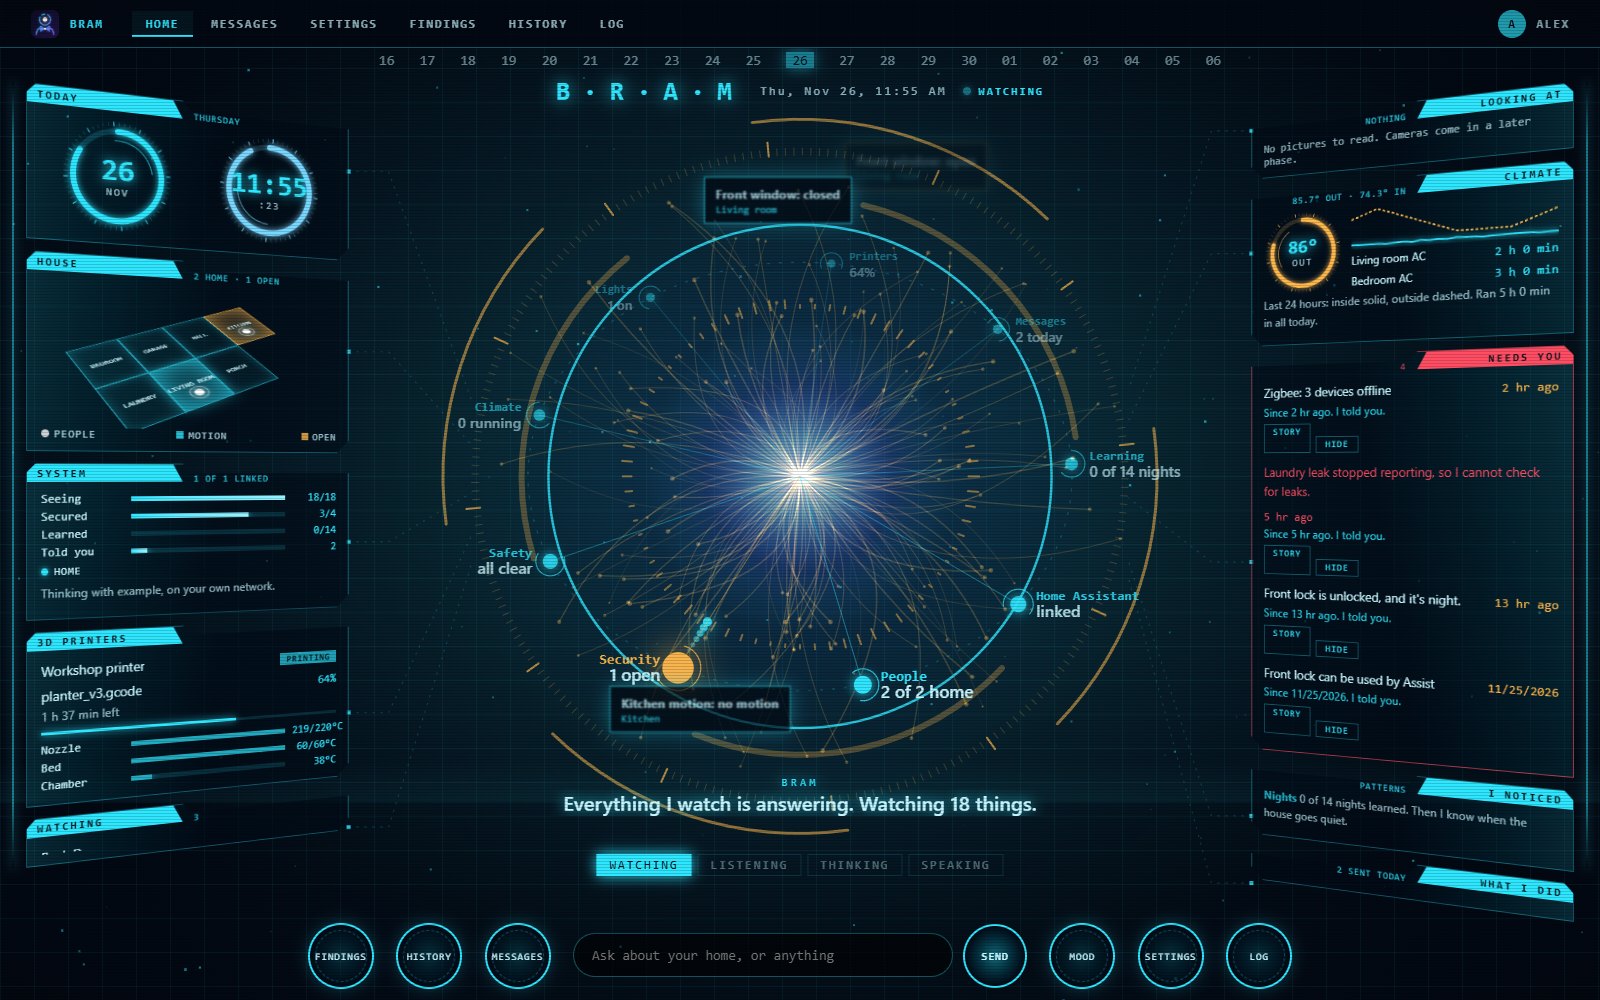 BRAM
HOME
MESSAGES
SETTINGS
FINDINGS
HISTORY
LOG
A
ALEX
16 17 18 19 20 21 22 23 24 25 26 27 28 29 30 01 02 03 04 05 06
B·R·A·M
Thu, Nov 26, 11:55 AM
WATCHING
TODAY
THURSDAY
26
NOV
11:55
:23
HOUSE
2 HOME · 1 OPEN
BEDROOM
GARAGE
HALL
KITCHEN
LAUNDRY
LIVING ROOM
PORCH
PEOPLE
MOTION
OPEN
SYSTEM
1 OF 1 LINKED
Seeing 18/18
Secured 3/4
Learned 0/14
Told you 2
HOME
Thinking with example, on your own network.
3D PRINTERS
Workshop printer
PRINTING
planter_v3.gcode
64%
1 h 37 min left
Nozzle 219/220°C
Bed 60/60°C
Chamber 38°C
WATCHING
3
Front window: closed
Living room
Printers
64%
Lights
1 on
Messages
2 today
Climate
0 running
Learning
0 of 14 nights
Safety
all clear
Home Assistant
linked
Security
1 open
People
2 of 2 home
Kitchen motion: no motion
Kitchen
BRAM
Everything I watch is answering. Watching 18 things.
WATCHING
LISTENING
THINKING
SPEAKING
LOOKING AT
NOTHING
No pictures to read. Cameras come in a later
phase.
CLIMATE
85.7° OUT · 74.3° IN
86°
OUT
Living room AC 2 h 0 min
Bedroom AC 3 h 0 min
Last 24 hours: inside solid, outside dashed. Ran 5 h 0 min
in all today.
NEEDS YOU
4
Zigbee: 3 devices offline
2 hr ago
Since 2 hr ago. I told you.
STORY
HIDE
Laundry leak stopped reporting, so I cannot check
for leaks.
5 hr ago
Since 5 hr ago. I told you.
STORY
HIDE
Front lock is unlocked, and it's night.
13 hr ago
Since 13 hr ago. I told you.
STORY
HIDE
Front lock can be used by Assist
11/25/2026
Since 11/25/2026. I told you.
STORY
HIDE
I NOTICED
PATTERNS
Nights 0 of 14 nights learned. Then I know when the
house goes quiet.
WHAT I DID
2 SENT TODAY
FINDINGS
HISTORY
MESSAGES
Ask about your home, or anything
SEND
MOOD
SETTINGS
LOG